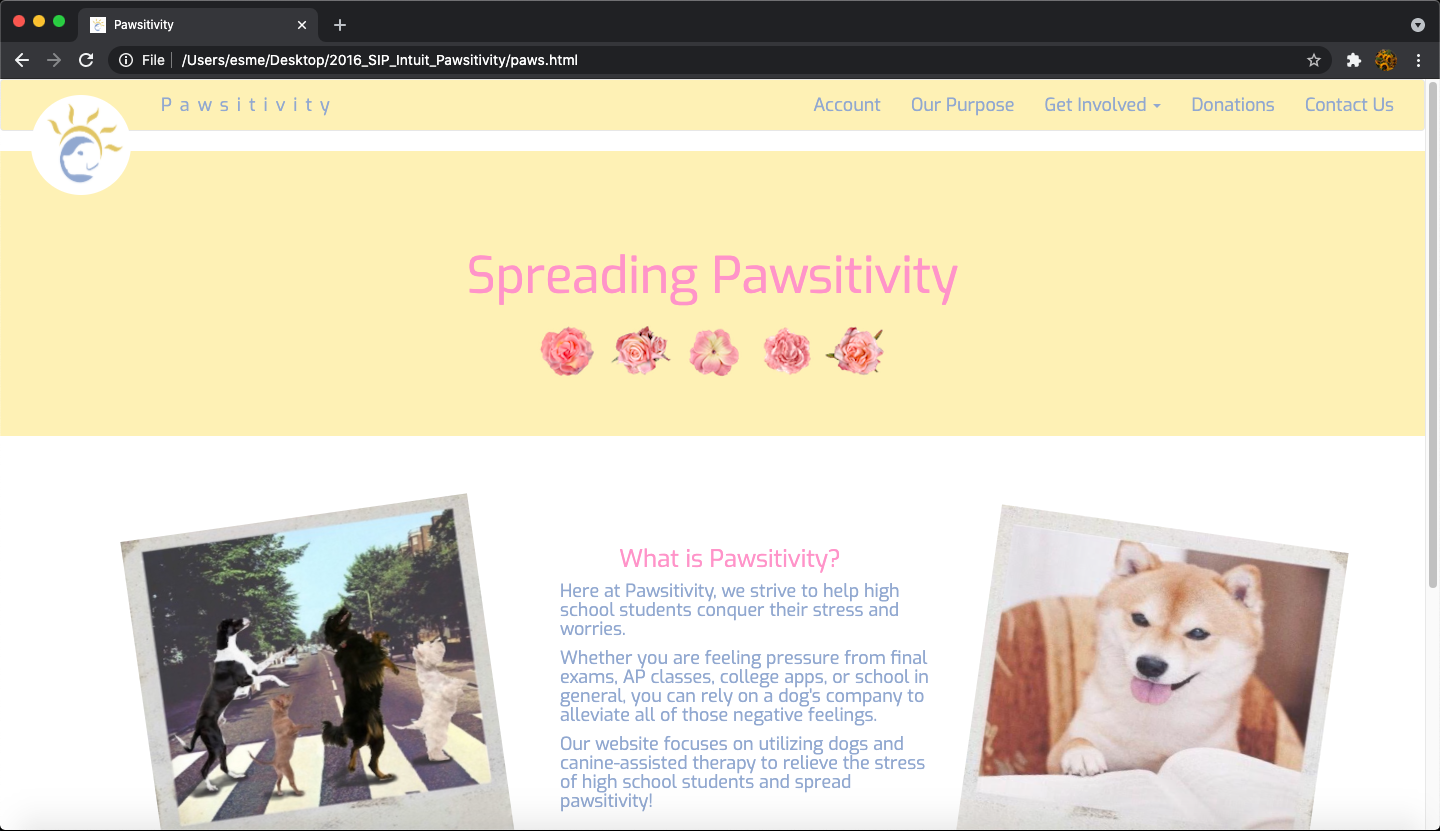 Pawsitivity
File
/Users/esme/Desktop/2016_SIP_Intuit_Pawsitivity/paws.html
Pawsitivity
Account
Our Purpose
Get Involved
Donations
Contact Us
Spreading Pawsitivity
What is Pawsitivity?
Here at Pawsitivity, we strive to help high
school students conquer their stress and
worries.
Whether you are feeling pressure from final
exams, AP classes, college apps, or school in
general, you can rely on a dog's company to
alleviate all of those negative feelings.
Our website focuses on utilizing dogs and
canine-assisted therapy to relieve the stress
of high school students and spread
pawsitivity!